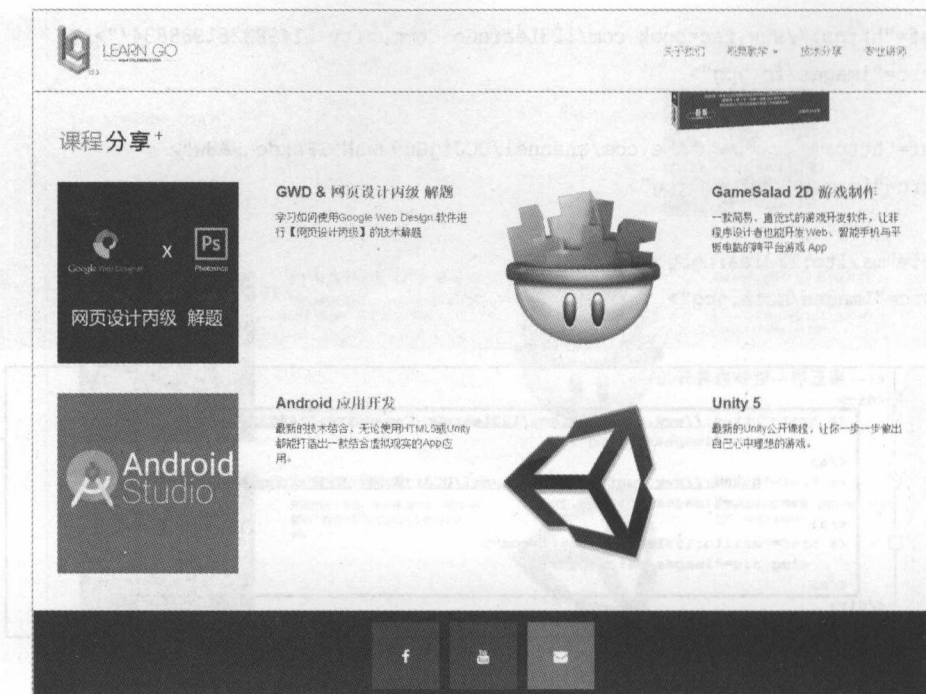 LEARN GO
关于我们 视频教学 技术分享 客世讲师
课程分享+
Google Web Designer
x
Ps
Photoshop
网页设计丙级 解题
GWD & 网页设计丙级 解题
学习如何使用Google Web Design 软件进
行【网页设计丙级】的技术解题
GameSalad 2D 游戏制作
一款简易、直觉式的游戏开发软件，让非
程序设计者也能开发Web、智能手机与平
板电脑的跨平台游戏 App
Android
Studio
Android 应用开发
最新的技术结合，无论使用HTML5或Unity
都能打造出一款结合虚拟现实的App应
用。
Unity 5
最新的Unity公开课程，让你一步一步做出
自己心中理想的游戏。
f
You